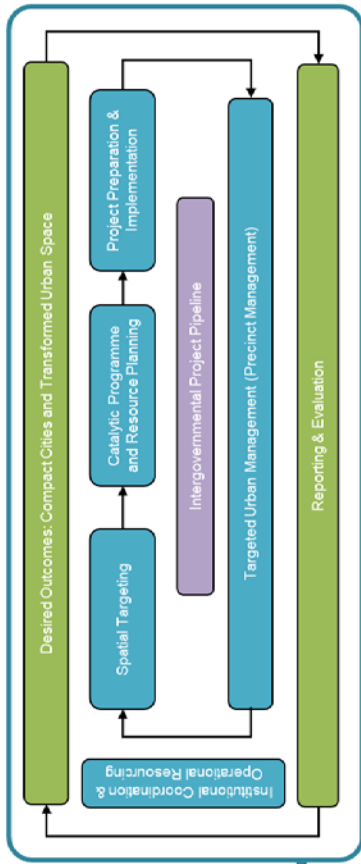 Desired Outcomes: Compact Cities and Transformed Urban Space
Institutional Coordination &
Operational Resourcing
Spatial Targeting
Catalytic Programme
and Resource Planning
Project Preparation &
Implementation
Intergovernmental Project Pipeline
Targeted Urban Management (Precinct Management)
Reporting & Evaluation